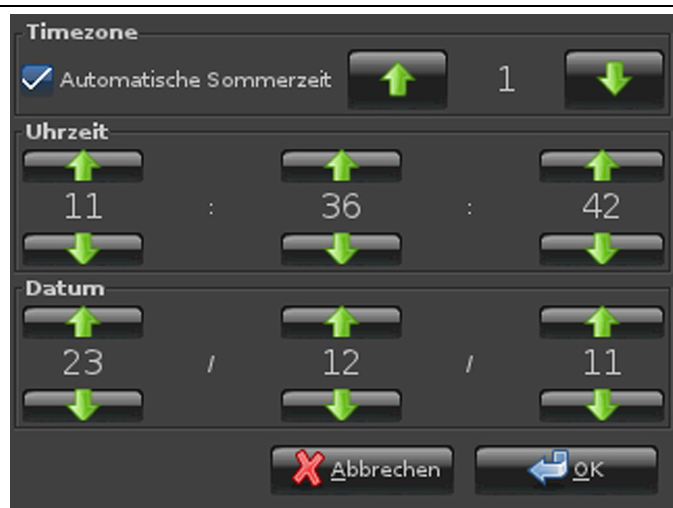 Timezone
Automatische Sommerzeit 1
Uhrzeit
11 : 36 : 42
Datum
23 / 12 / 11
Abbrechen OK